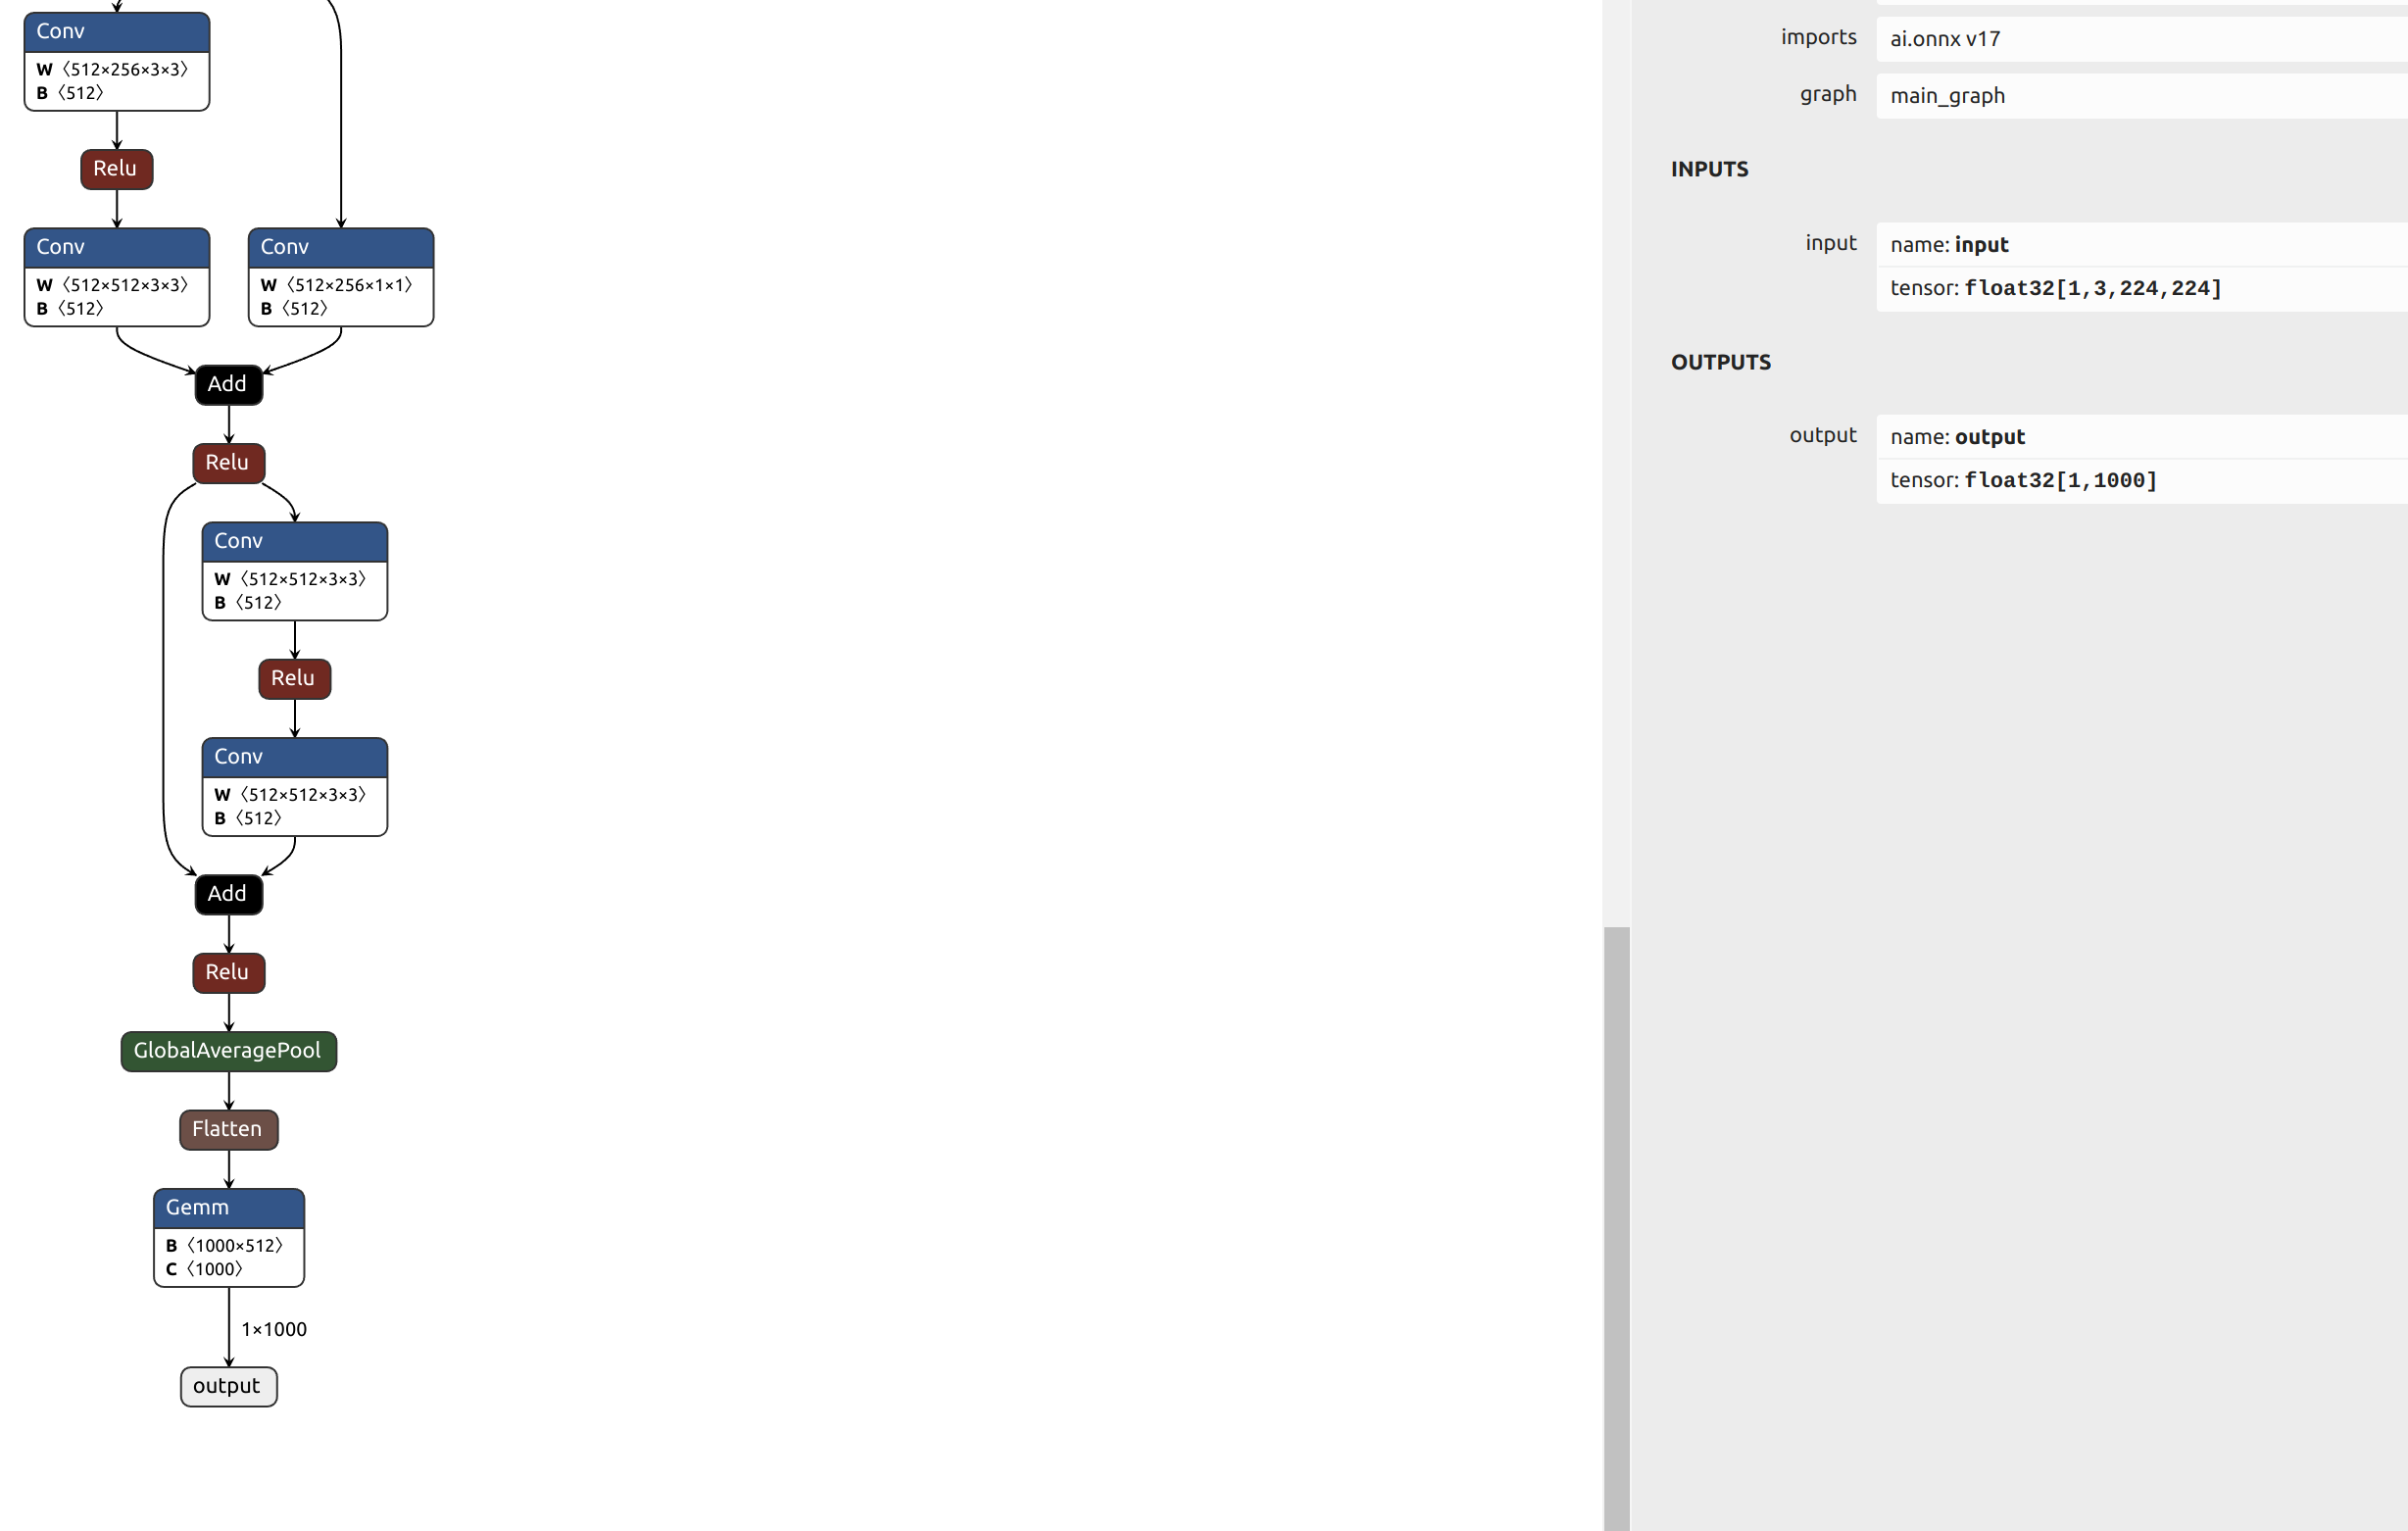 Conv
W 〈512×256×3×3〉
B 〈512〉
Relu
Conv
W 〈512×512×3×3〉
B 〈512〉
Conv
W 〈512×256×1×1〉
B 〈512〉
Add
Relu
Conv
W 〈512×512×3×3〉
B 〈512〉
Relu
Conv
W 〈512×512×3×3〉
B 〈512〉
Add
Relu
GlobalAveragePool
Flatten
Gemm
B 〈1000×512〉
C 〈1000〉
1×1000
output
imports ai.onnx v17
graph main_graph
INPUTS
input name: input
tensor: float32[1,3,224,224]
OUTPUTS
output name: output
tensor: float32[1,1000]